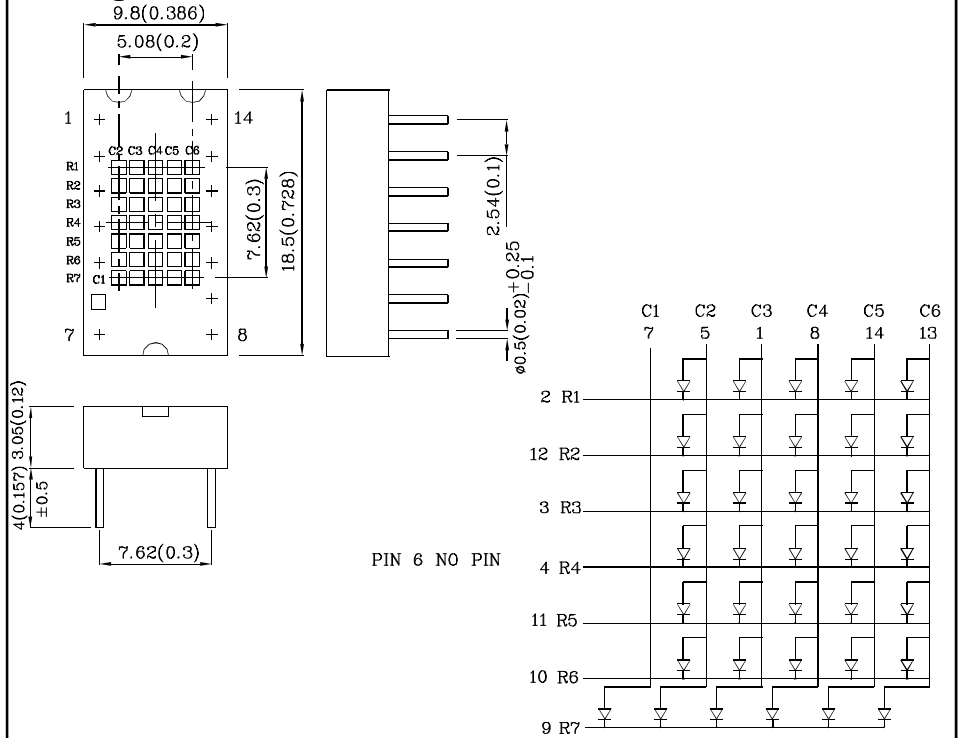 9.8(0.386)
5.08(0.2)
1
14
C2 C3 C4 C5 C6
R1
R2
R3
R4
R5
R6
R7
C1
7
8
7.62(0.3)
18.5(0.728)
2.54(0.1)
ø0.5(0.02)+0.25
−0.1
3.05(0.12)
4(0.157)
±0.5
7.62(0.3)
PIN 6 NO PIN
C1 C2 C3 C4 C5 C6
7 5 1 8 14 13
2 R1
12 R2
3 R3
4 R4
11 R5
10 R6
9 R7